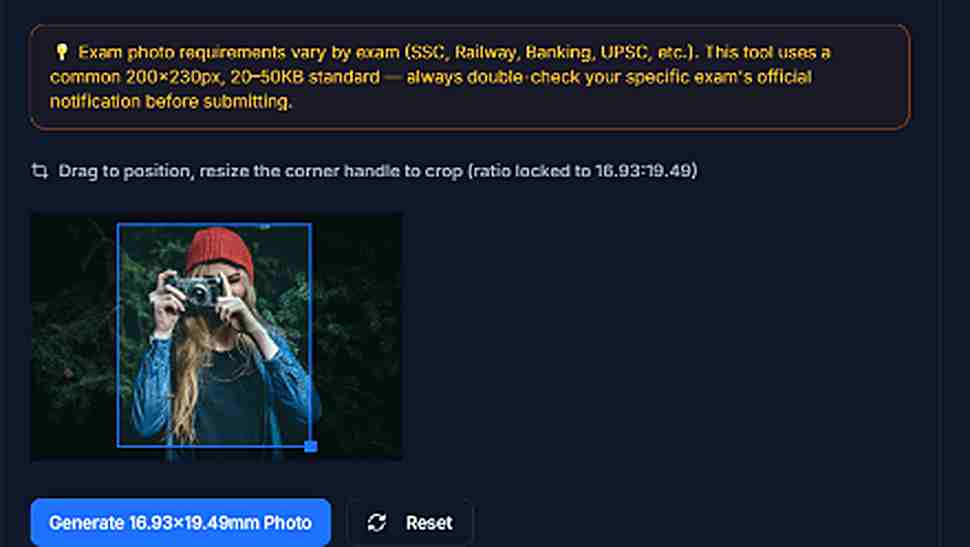 💡 Exam photo requirements vary by exam (SSC, Railway, Banking, UPSC, etc.). This tool uses a
common 200×230px, 20–50KB standard — always double-check your specific exam's official
notification before submitting.
Drag to position, resize the corner handle to crop (ratio locked to 16.93:19.49)
Generate 16.93×19.49mm Photo
Reset